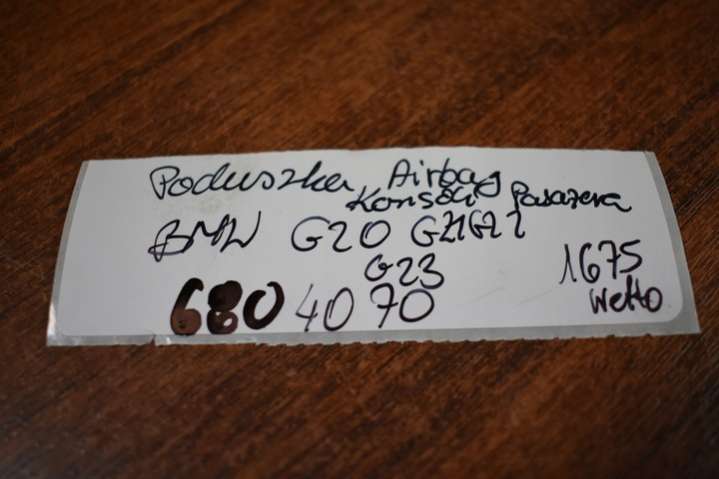 Poduszka Airbag
Konsoli Pasażera
BMW G20 G21 G22
G23
680 40 70
1675
netto